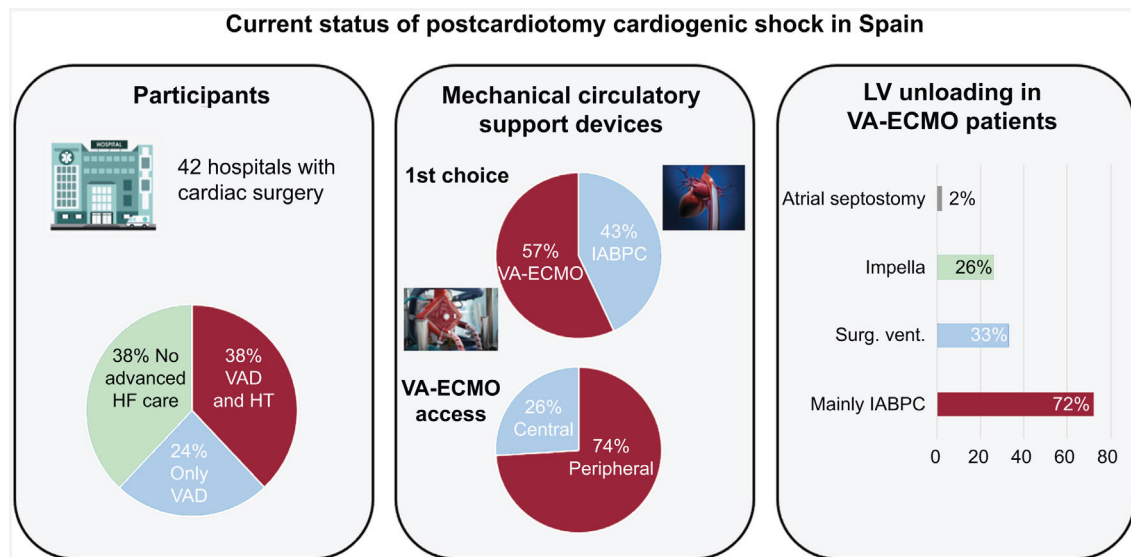 Current status of postcardiotomy cardiogenic shock in Spain
Participants
HOSPITAL
42 hospitals with
cardiac surgery
38% No
advanced
HF care
38%
VAD
and HT
24%
Only
VAD
Mechanical circulatory
support devices
1st choice
57%
VA-ECMO
43%
IABPC
VA-ECMO
access
26%
Central
74%
Peripheral
LV unloading in
VA-ECMO patients
Atrial septostomy
2%
Impella
26%
Surg. vent.
33%
Mainly IABPC
72%
0 20 40 60 80